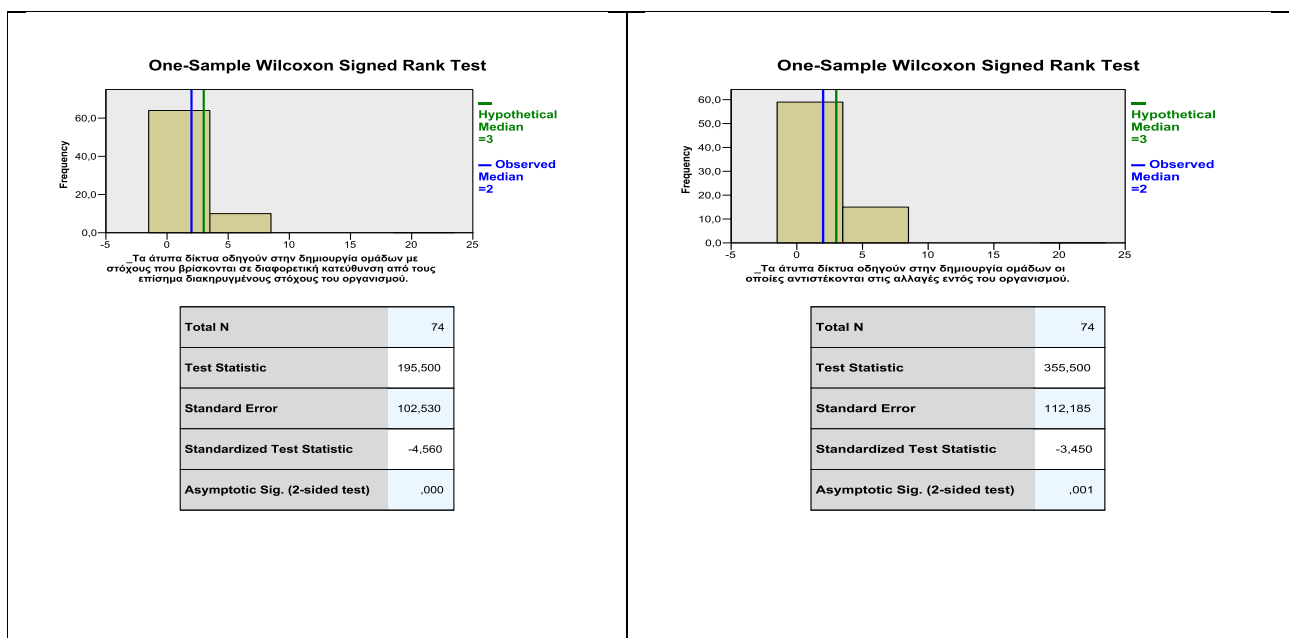 One-Sample Wilcoxon Signed Rank Test
60,0
40,0
20,0
0,0
Frequency
-5
0
5
10
15
20
25
Hypothetical
Median
=3
Observed
Median
=2
_Τα άτυπα δίκτυα οδηγούν στην δημιουργία ομάδων με
στόχους που βρίσκονται σε διαφορετική κατεύθυνση από τους
επίσημα διακηρυγμένους στόχους του οργανισμού.
Total N 74
Test Statistic 195,500
Standard Error 102,530
Standardized Test Statistic -4,560
Asymptotic Sig. (2-sided test) ,000
One-Sample Wilcoxon Signed Rank Test
60,0
50,0
40,0
30,0
20,0
10,0
0,0
Frequency
-5
0
5
10
15
20
25
Hypothetical
Median
=3
Observed
Median
=2
_Τα άτυπα δίκτυα οδηγούν στην δημιουργία ομάδων οι
οποίες αντιστέκονται στις αλλαγές εντός του οργανισμού.
Total N 74
Test Statistic 355,500
Standard Error 112,185
Standardized Test Statistic -3,450
Asymptotic Sig. (2-sided test) ,001